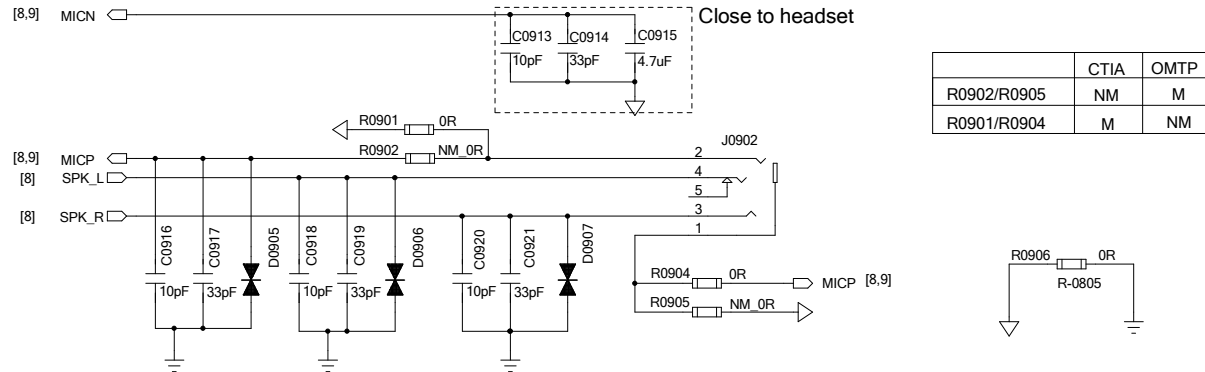 [8,9] MICN
Close to headset
C0913
C0914
C0915
10pF
33pF
4.7uF
CTIA OMTP
R0902/R0905 NM M
R0901/R0904 M NM
R0901 0R
R0902 NM_0R
J0902
[8,9] MICP
2
[8] SPK_L
4
5
[8] SPK_R
3
1
C0916
C0917
D0905
C0918
C0919
D0906
C0920
C0921
D0907
10pF
33pF
10pF
33pF
10pF
33pF
R0904 0R
MICP [8,9]
R0905 NM_0R
R0906 0R
R-0805